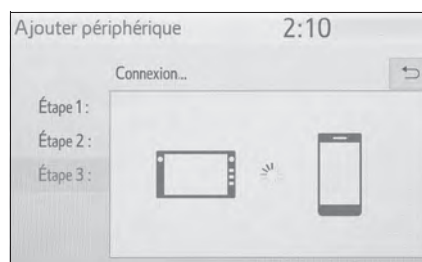 Ajouter périphérique 2:10
Connexion...
Étape 1 :
Étape 2 :
Étape 3 :